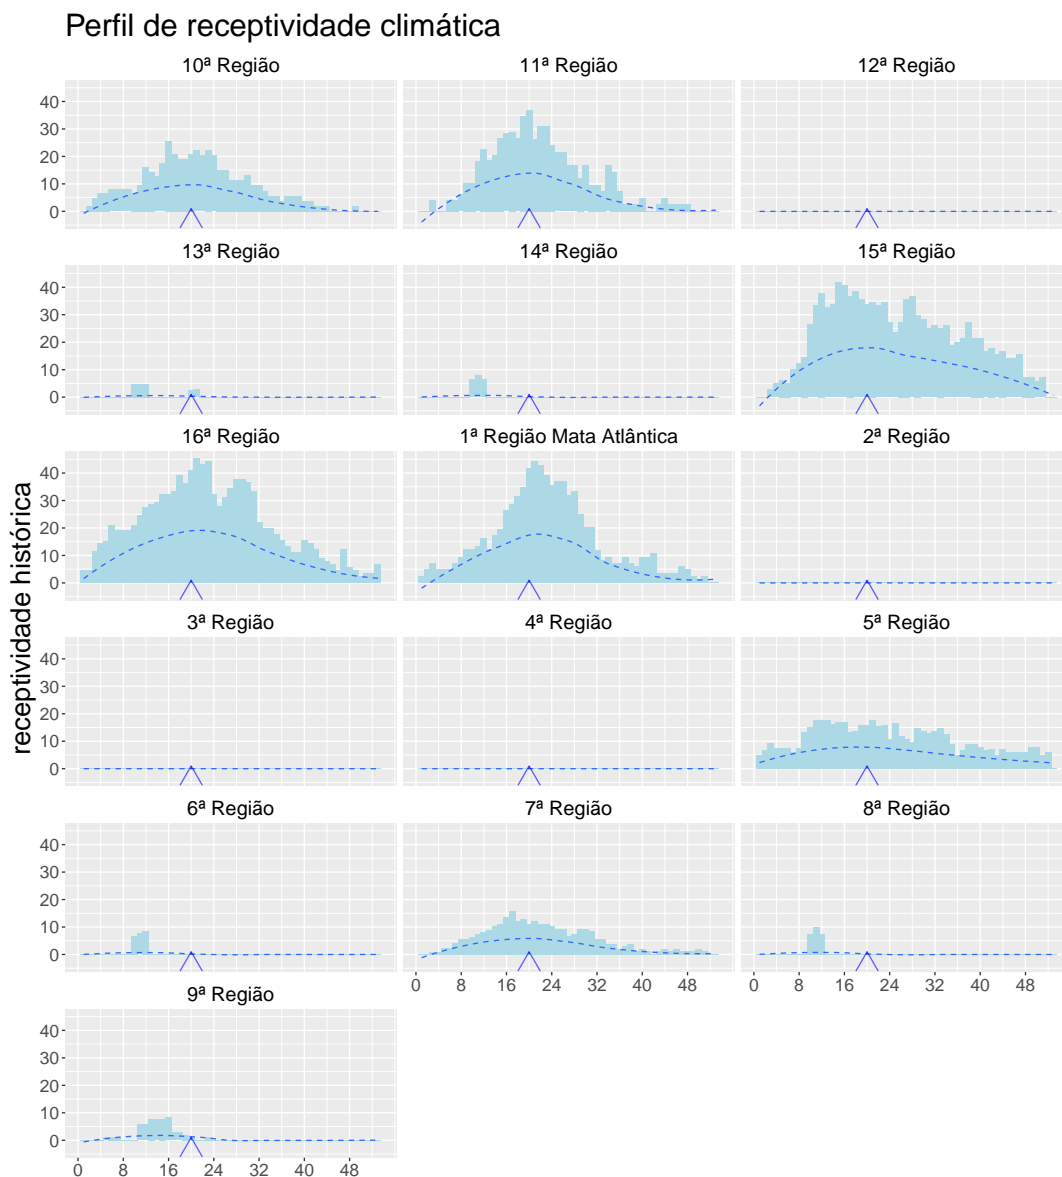 Perfil de receptividade climática
10ª Região
11ª Região
12ª Região
40
30
20
10
0
13ª Região
14ª Região
15ª Região
40
30
20
10
0
16ª Região
1ª Região Mata Atlântica
2ª Região
40
30
20
10
0
receptividade histórica
3ª Região
4ª Região
5ª Região
40
30
20
10
0
6ª Região
7ª Região
8ª Região
40
30
20
10
0
0 8 16 24 32 40 48
0 8 16 24 32 40 48
9ª Região
40
30
20
10
0
0 8 16 24 32 40 48